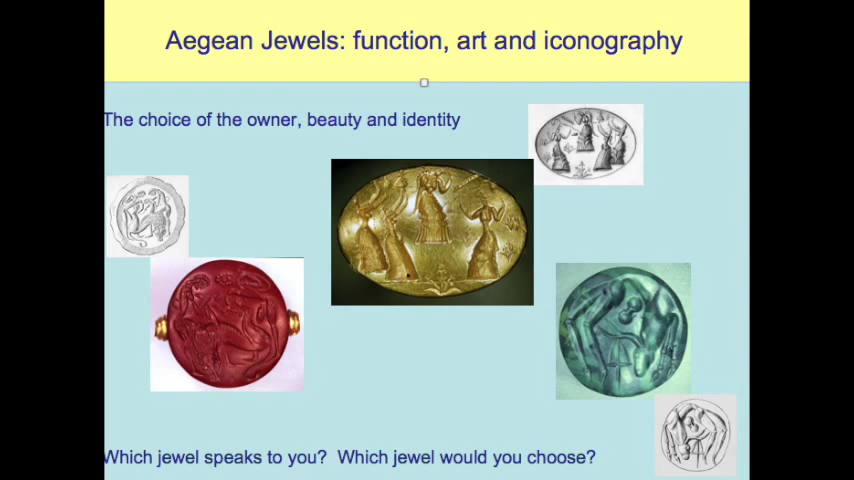 Aegean Jewels: function, art and iconography
The choice of the owner, beauty and identity
Which jewel speaks to you? Which jewel would you choose?